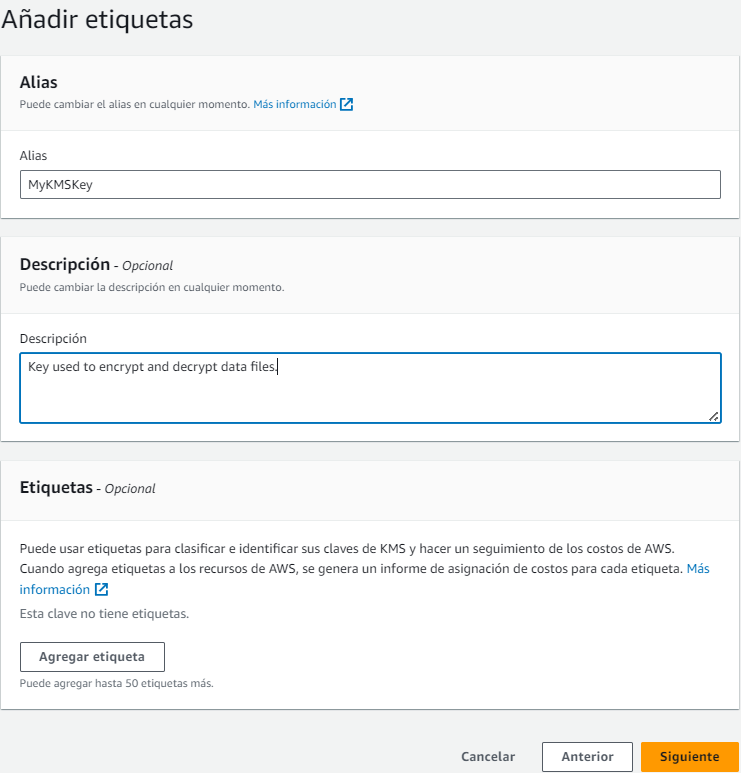 Añadir etiquetas
Alias
Puede cambiar el alias en cualquier momento. Más información
Alias
MyKMSKey
Descripción - Opcional
Puede cambiar la descripción en cualquier momento.
Descripción
Key used to encrypt and decrypt data files.
Etiquetas - Opcional
Puede usar etiquetas para clasificar e identificar sus claves de KMS y hacer un seguimiento de los costos de AWS.
Cuando agrega etiquetas a los recursos de AWS, se genera un informe de asignación de costos para cada etiqueta. Más
información
Esta clave no tiene etiquetas.
Agregar etiqueta
Puede agregar hasta 50 etiquetas más.
Cancelar Anterior Siguiente